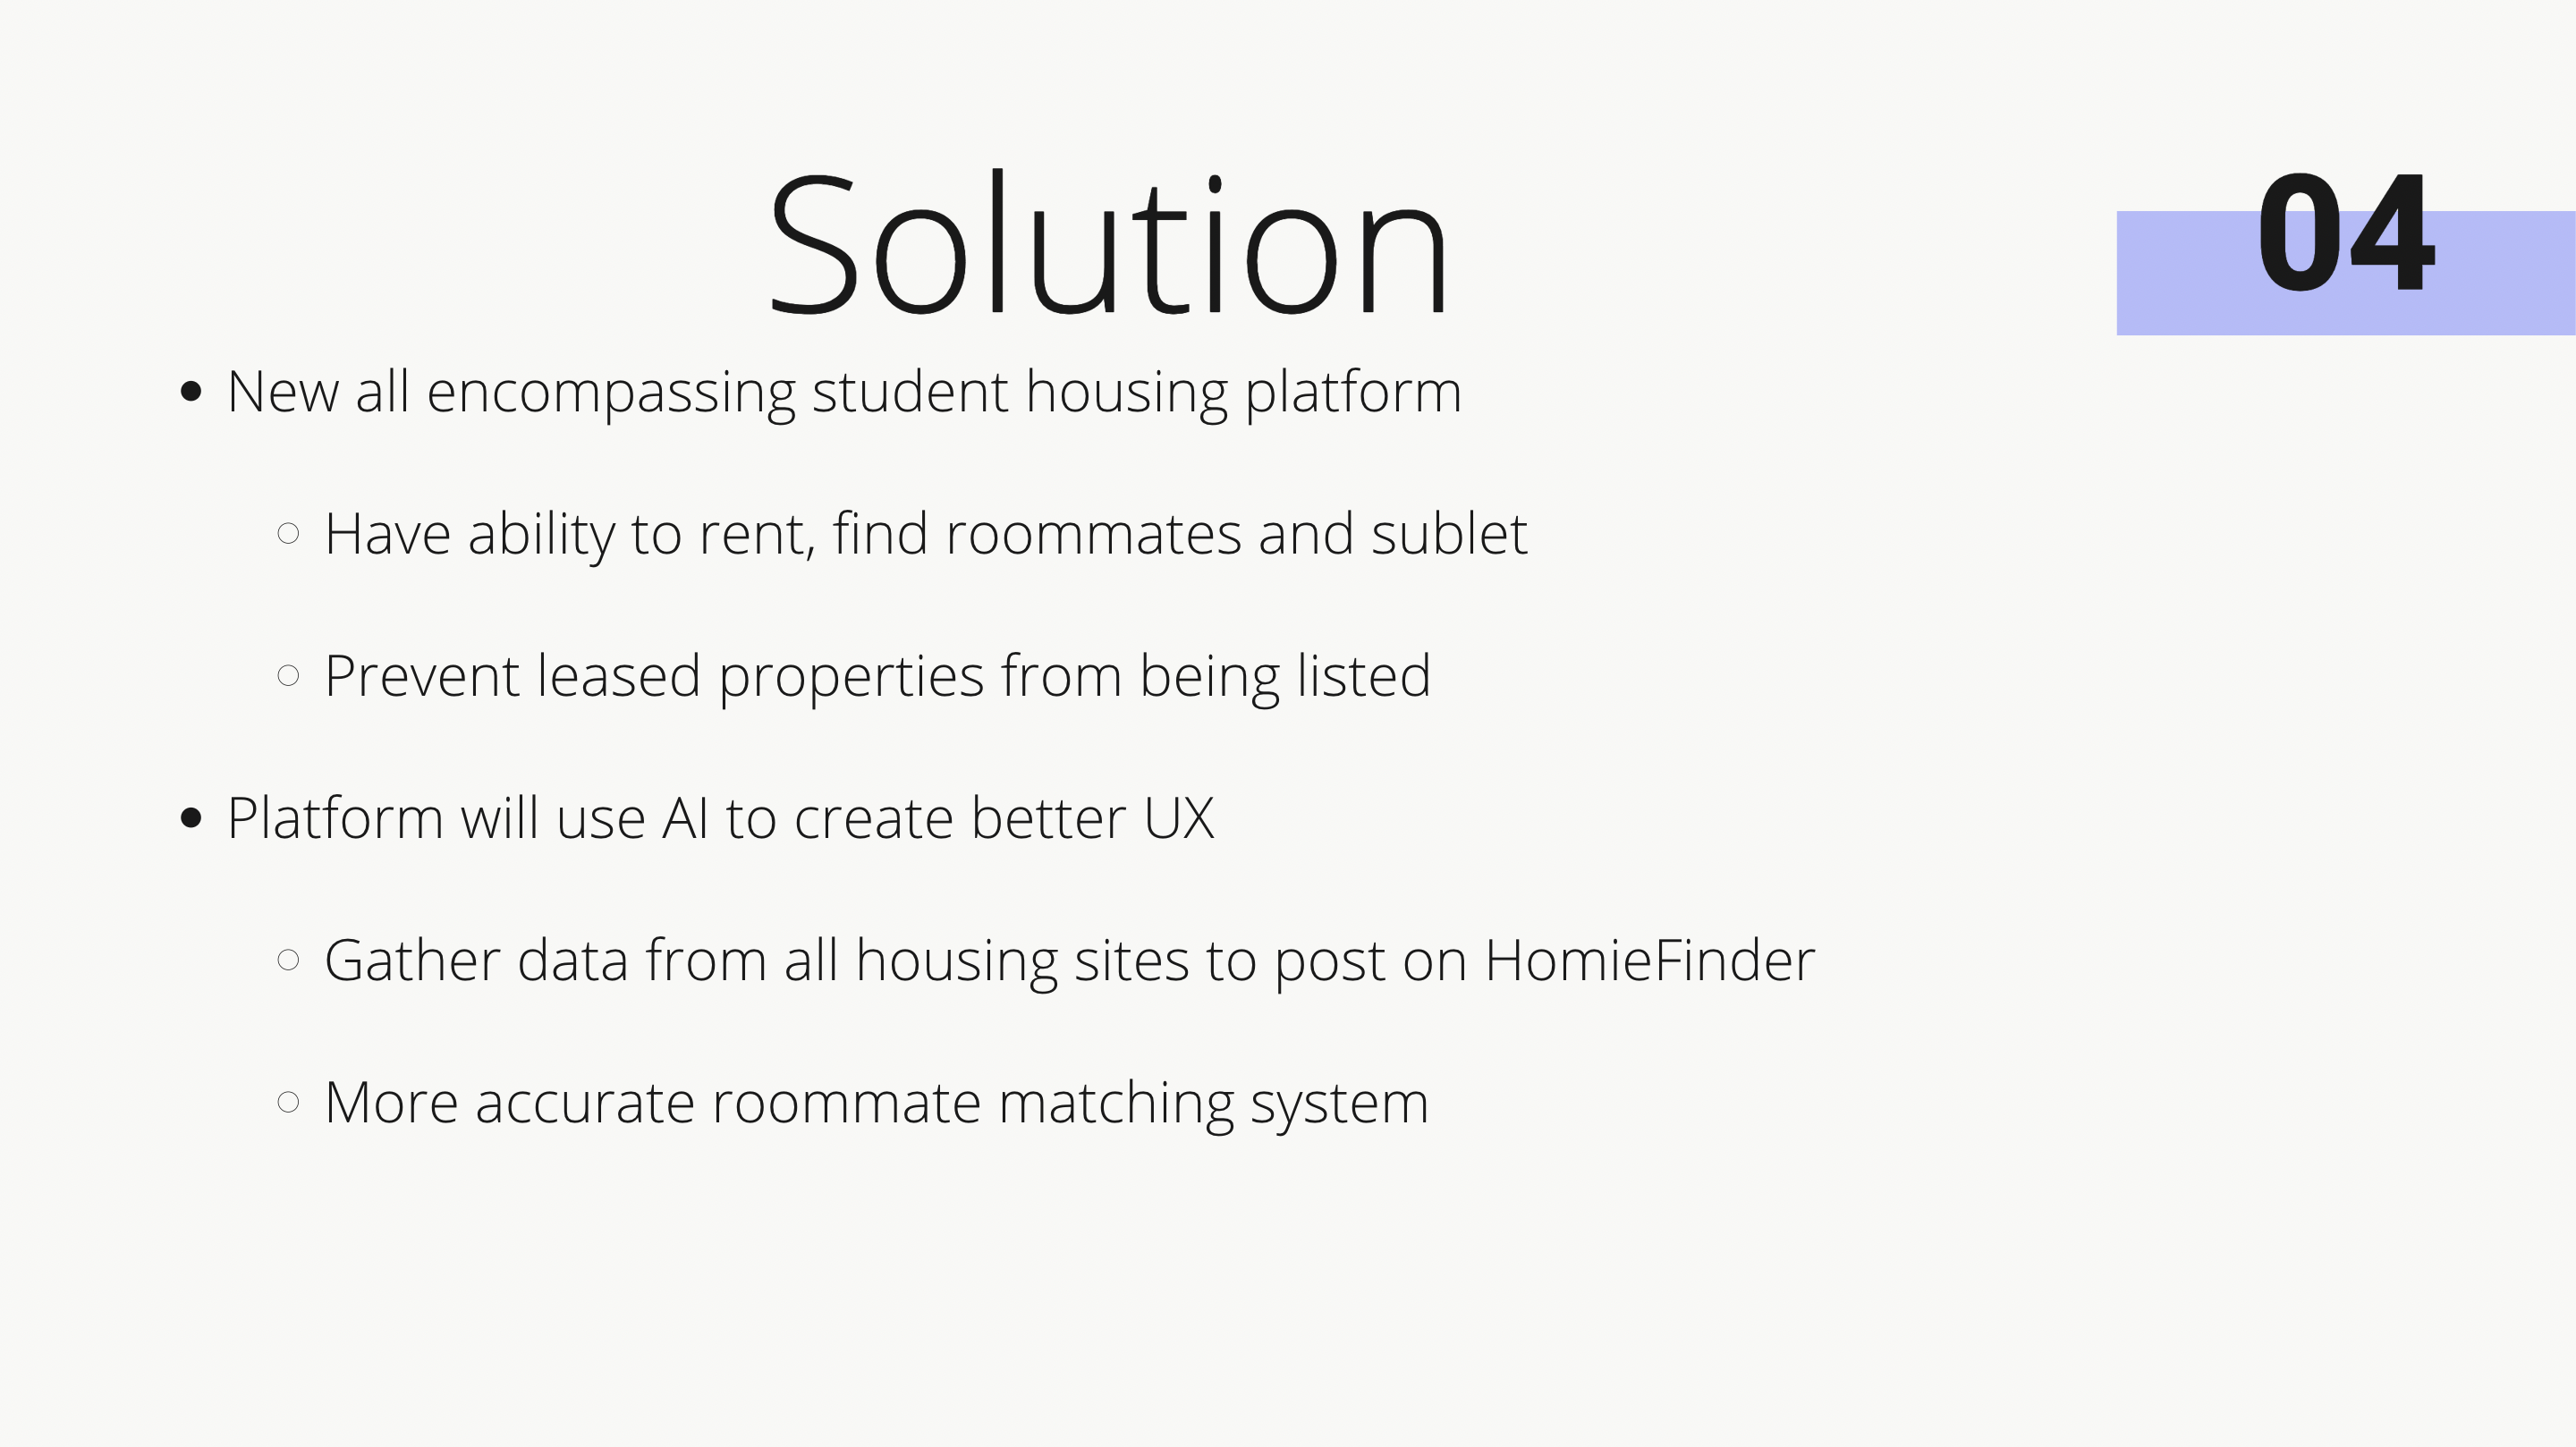 Solution
04
• New all encompassing student housing platform
○ Have ability to rent, find roommates and sublet
○ Prevent leased properties from being listed
• Platform will use AI to create better UX
○ Gather data from all housing sites to post on HomieFinder
○ More accurate roommate matching system